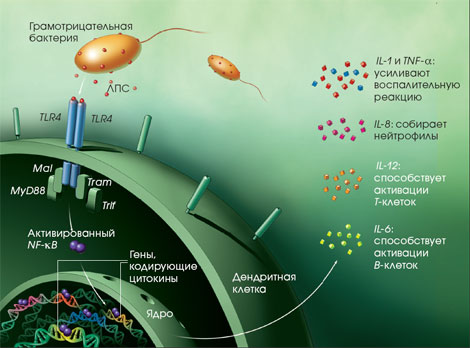 Грамотрицательная
бактерия
ЛПС
TLR4
TLR4
Mal
MyD88
Tram
Trif
Активированный
NF-κB
Гены,
кодирующие
цитокины
Ядро
Дендритная
клетка
IL-1 и TNF-α:
усиливают
воспалительную
реакцию
IL-8: собирает
нейтрофилы
IL-12:
способствует
активации
Т-клеток
IL-6:
способствует
активации
В-клеток